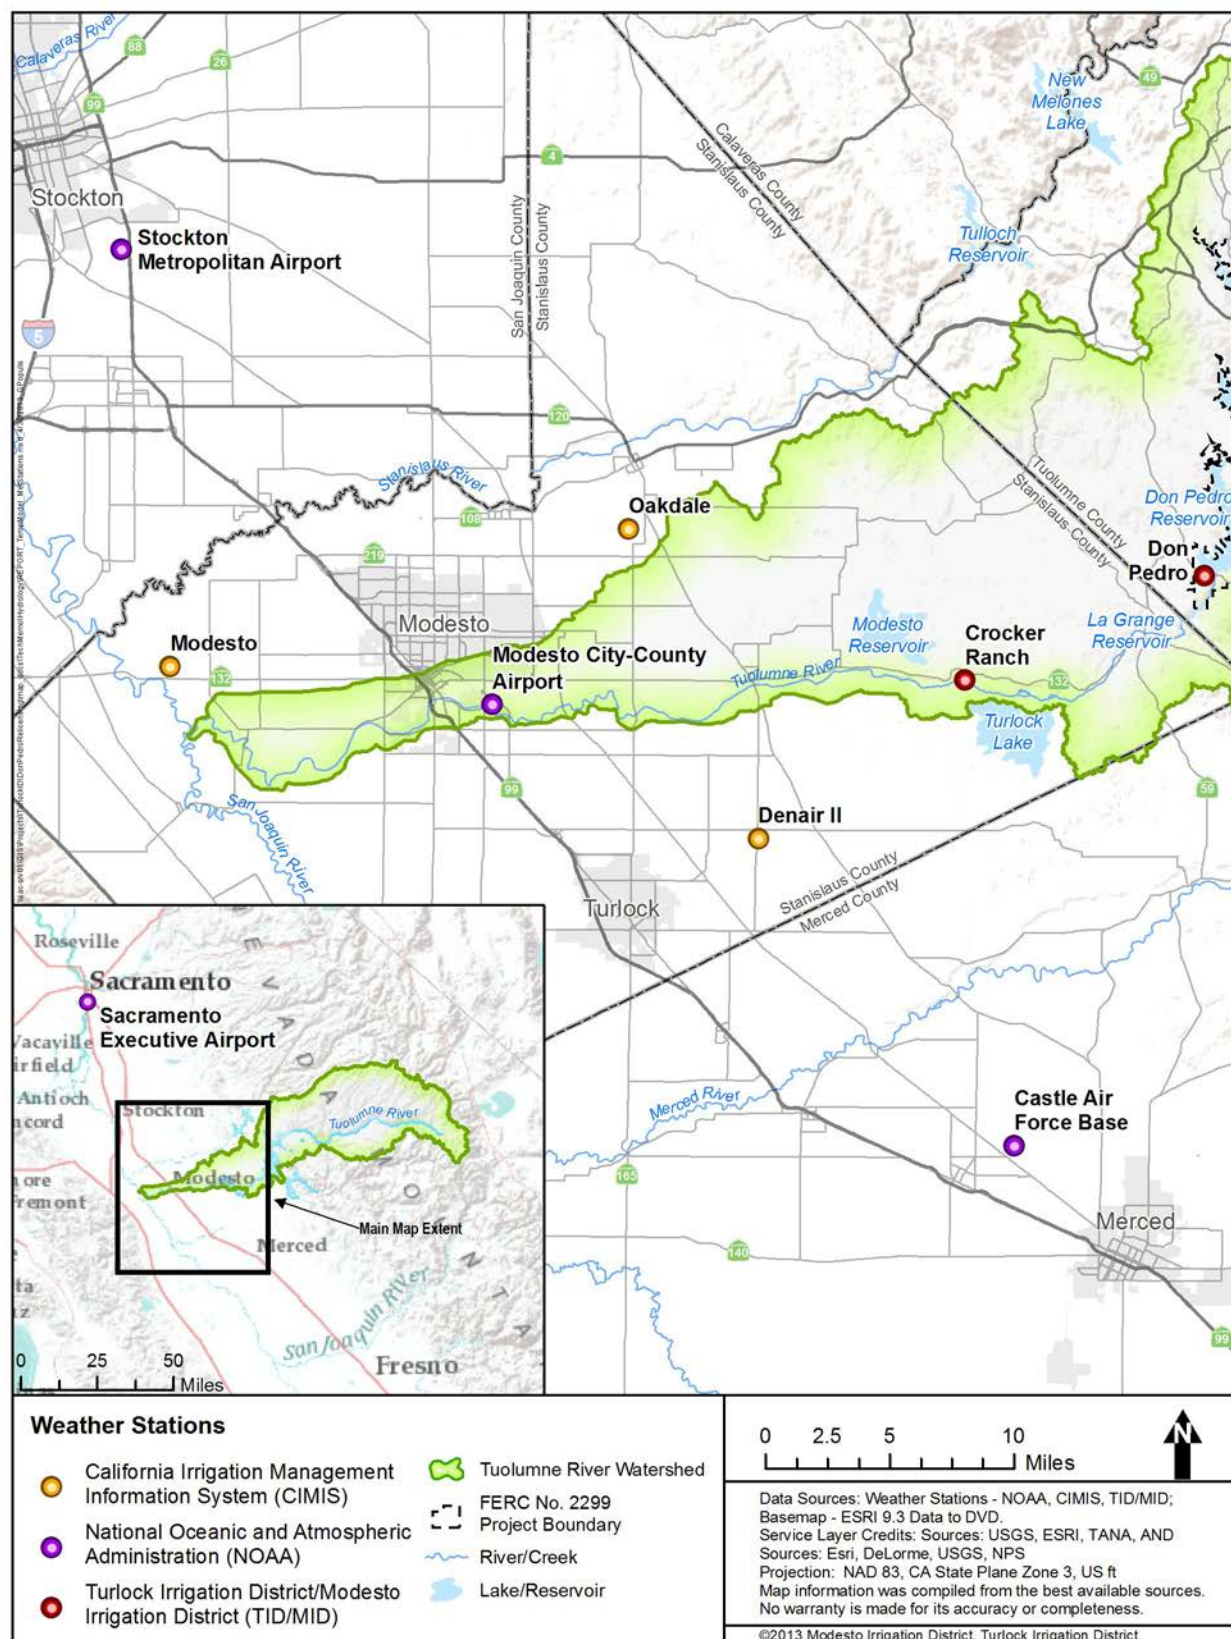 Calaveras River
88
26
99
4
49
New
Melones
Lake
Calaveras County
Stanislaus County
Stockton
Stockton
Metropolitan Airport
San Joaquin County
Stanislaus County
Tulloch
Reservoir
5
120
Stanislaus River
108
219
Oakdale
Tuolumne County
Stanislaus County
Don Pedro
Reservoir
Don
Pedro
La Grange
Reservoir
Modesto
Modesto
Modesto City-County
Airport
Modesto
Reservoir
Crocker
Ranch
132
Tuolumne River
132
Turlock
Lake
99
San Joaquin
River
Denair II
59
Stanislaus County
Merced County
Turlock
Merced River
Castle Air
Force Base
165
140
Merced
99
Roseville
Sacramento
Sacramento
Executive Airport
Vacaville
irfield
Antioch
ncord
Stockton
Tuolumne River
Modesto
ore
Fremont
Main Map Extent
Merced
San Joaquin River
Fresno
E V A D A
M O U N T A
ta
z
0 25 50
Miles
Weather Stations
California Irrigation Management
Information System (CIMIS)
National Oceanic and Atmospheric
Administration (NOAA)
Turlock Irrigation District/Modesto
Irrigation District (TID/MID)
Tuolumne River Watershed
FERC No. 2299
Project Boundary
River/Creek
Lake/Reservoir
0 2.5 5 10
Miles
N
Data Sources: Weather Stations - NOAA, CIMIS, TID/MID;
Basemap - ESRI 9.3 Data to DVD.
Service Layer Credits: Sources: USGS, ESRI, TANA, AND
Sources: Esri, DeLorme, USGS, NPS
Projection: NAD 83, CA State Plane Zone 3, US ft
Map information was compiled from the best available sources.
No warranty is made for its accuracy or completeness.
©2013 Modesto Irrigation District, Turlock Irrigation District